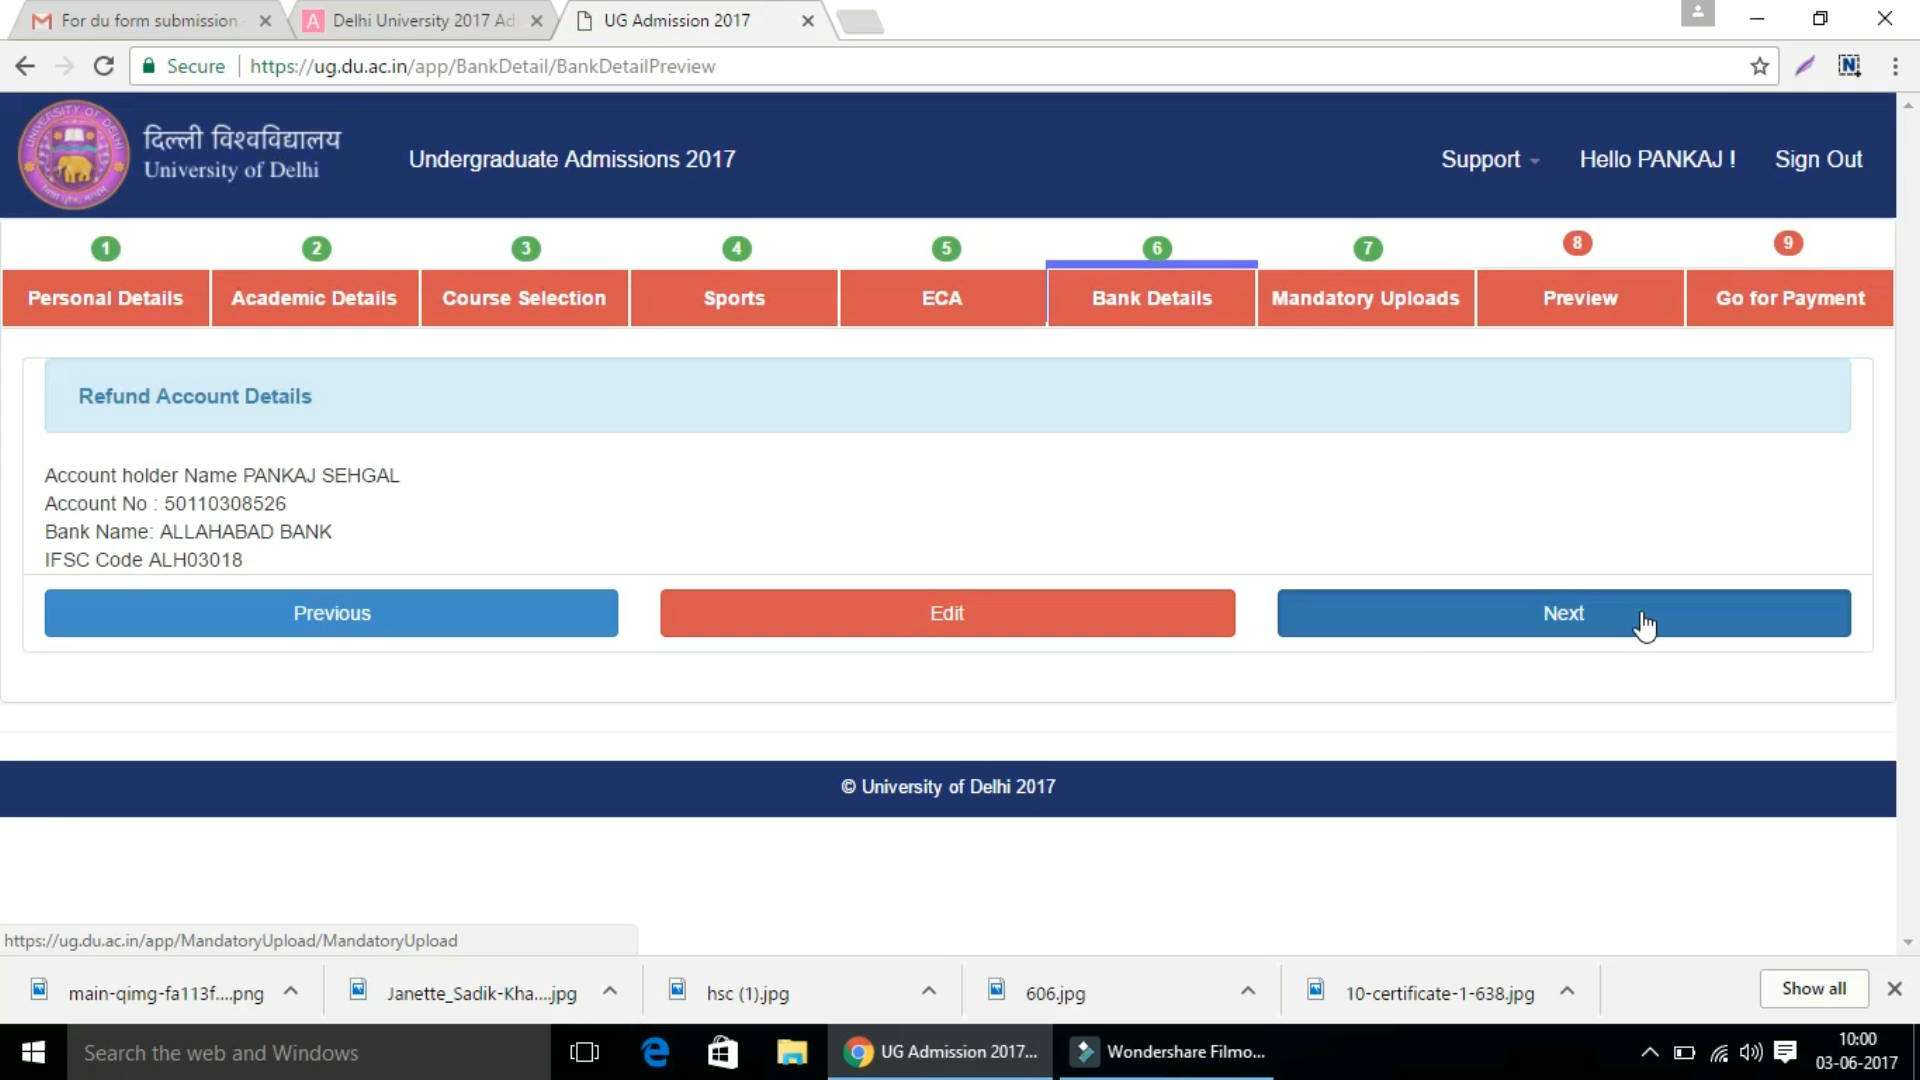 For du form submission
Delhi University 2017 Ad
UG Admission 2017
Secure
https://ug.du.ac.in/app/BankDetail/BankDetailPreview
दिल्ली विश्वविद्यालय
University of Delhi
Undergraduate Admissions 2017
Support
Hello PANKAJ !
Sign Out
1 2 3 4 5 6 7 8 9
Personal Details
Academic Details
Course Selection
Sports
ECA
Bank Details
Mandatory Uploads
Preview
Go for Payment
Refund Account Details
Account holder Name PANKAJ SEHGAL
Account No : 50110308526
Bank Name: ALLAHABAD BANK
IFSC Code ALH03018
Previous
Edit
Next
© University of Delhi 2017
https://ug.du.ac.in/app/MandatoryUpload/MandatoryUpload
main-qimg-fa113f....png
Janette_Sadik-Kha....jpg
hsc (1).jpg
606.jpg
10-certificate-1-638.jpg
Show all
Search the web and Windows
UG Admission 2017...
Wondershare Filmo...
10:00
03-06-2017